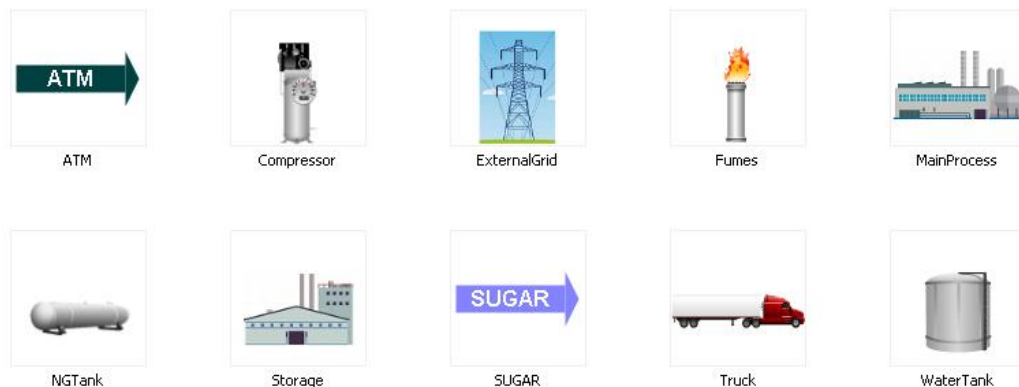 ATM
ATM
Compressor
ExternalGrid
Fumes
MainProcess
SUGAR
NGTank
Storage
SUGAR
Truck
WaterTank